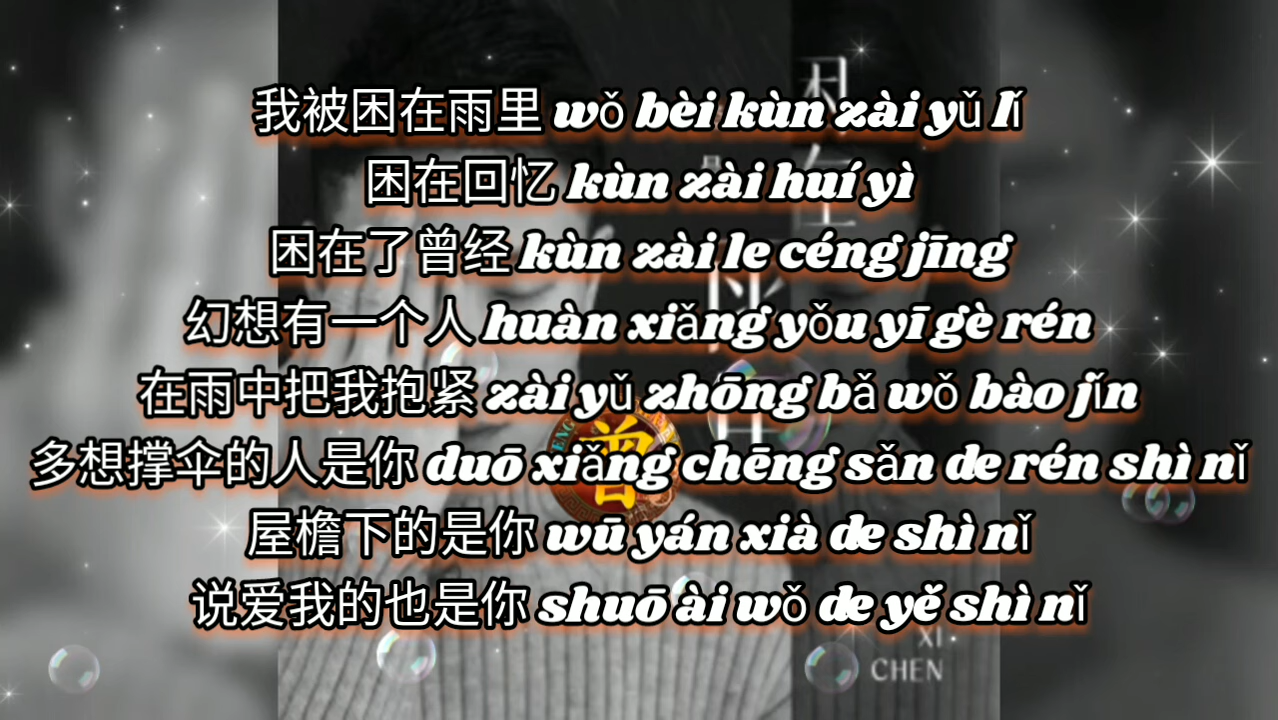 我被困在雨里 wǒ bèi kùn zài yǔ lǐ
困在回忆 kùn zài huí yì
困在了曾经 kùn zài le céng jīng
幻想有一个人 huàn xiǎng yǒu yī gè rén
在雨中把我抱紧 zài yǔ zhōng bǎ wǒ bào jǐn
多想撑伞的人是你 duō xiǎng chēng sǎn de rén shì nǐ
屋檐下的是你 wū yán xià de shì nǐ
说爱我的也是你 shuō ài wǒ de yě shì nǐ
曾
XI
CHEN